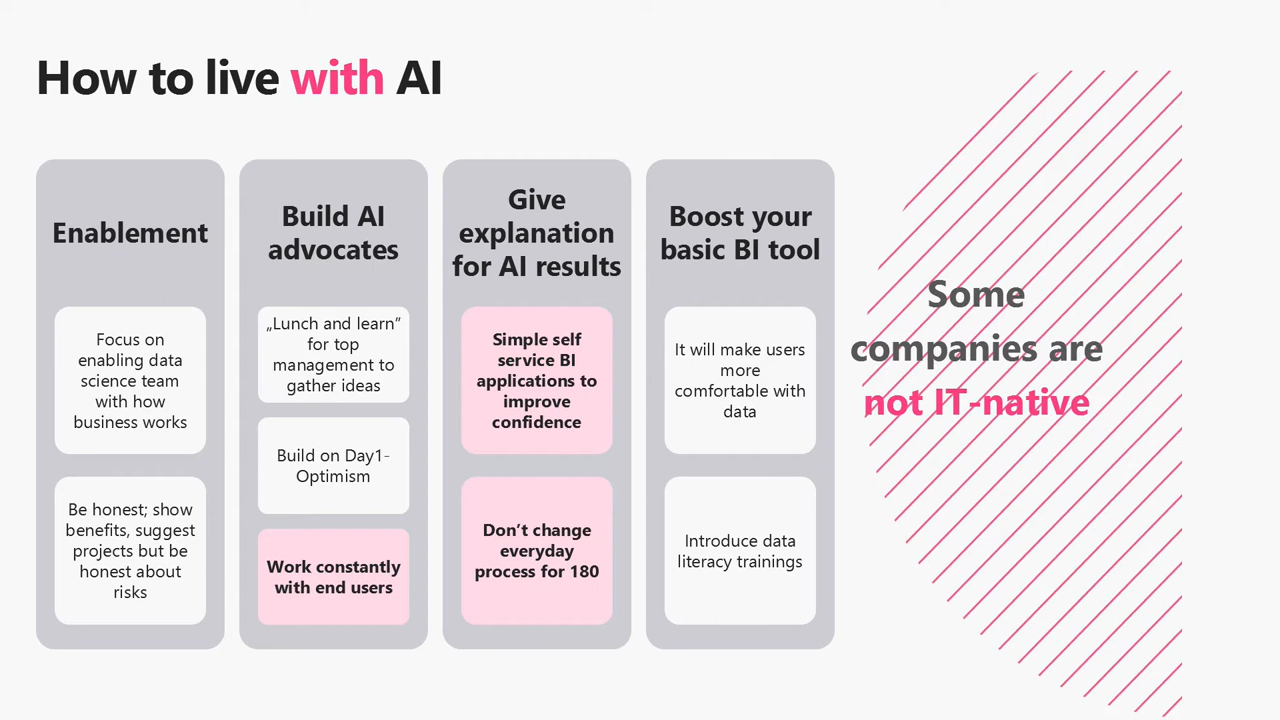 How to live with AI
Enablement
Focus on
enabling data
science team
with how
business works
Be honest; show
benefits, suggest
projects but be
honest about
risks
Build AI
advocates
„Lunch and learn”
for top
management to
gather ideas
Build on Day1-
Optimism
Work constantly
with end users
Give
explanation
for AI results
Simple self
service BI
applications to
improve
confidence
Don’t change
everyday
process for 180
Boost your
basic BI tool
It will make users
more
comfortable with
data
Introduce data
literacy trainings
Some
companies are
not IT-native